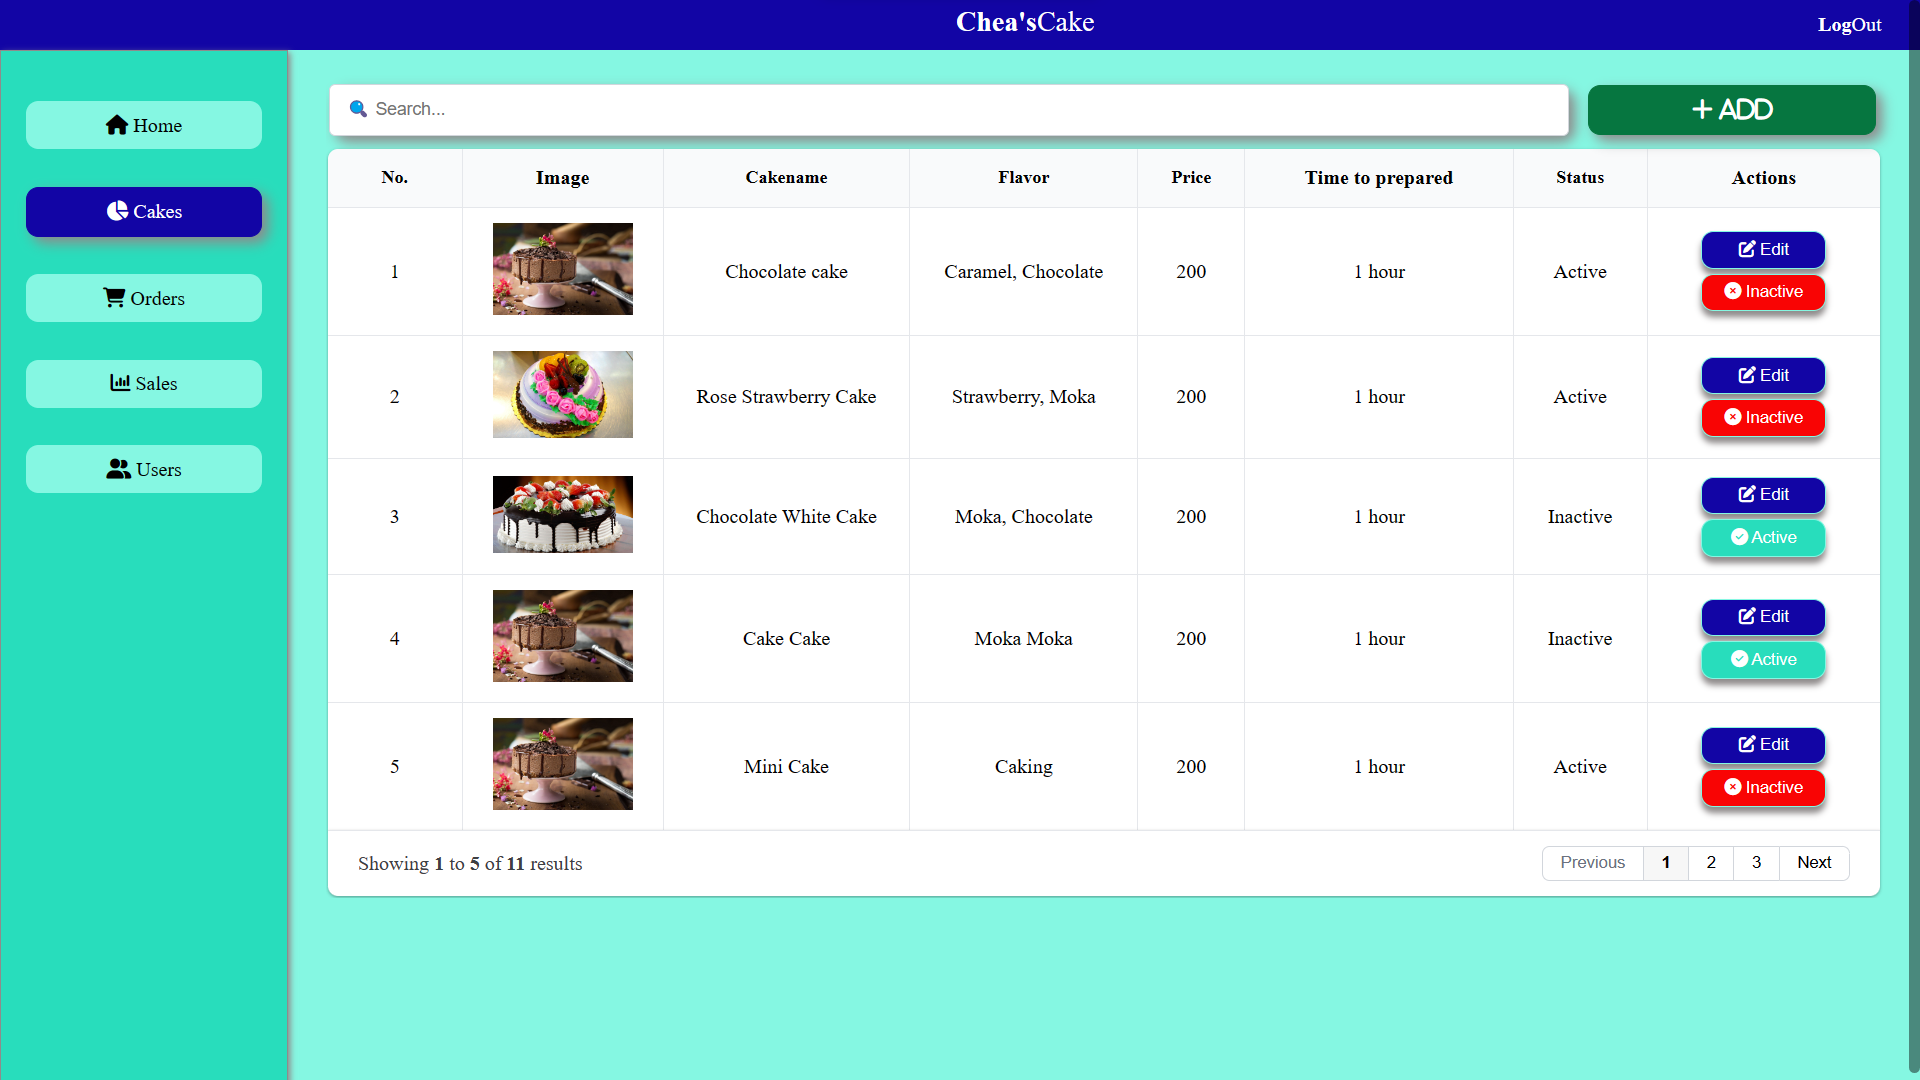 Chea'sCake
LogOut
Home
Cakes
Orders
Sales
Users
Search...
+ ADD
No. Image Cakename Flavor Price Time to prepared Status Actions
1 Chocolate cake Caramel, Chocolate 200 1 hour Active Edit
Inactive
2 Rose Strawberry Cake Strawberry, Moka 200 1 hour Active Edit
Inactive
3 Chocolate White Cake Moka, Chocolate 200 1 hour Inactive Edit
Active
4 Cake Cake Moka Moka 200 1 hour Inactive Edit
Active
5 Mini Cake Caking 200 1 hour Active Edit
Inactive
Showing 1 to 5 of 11 results
Previous 1 2 3 Next